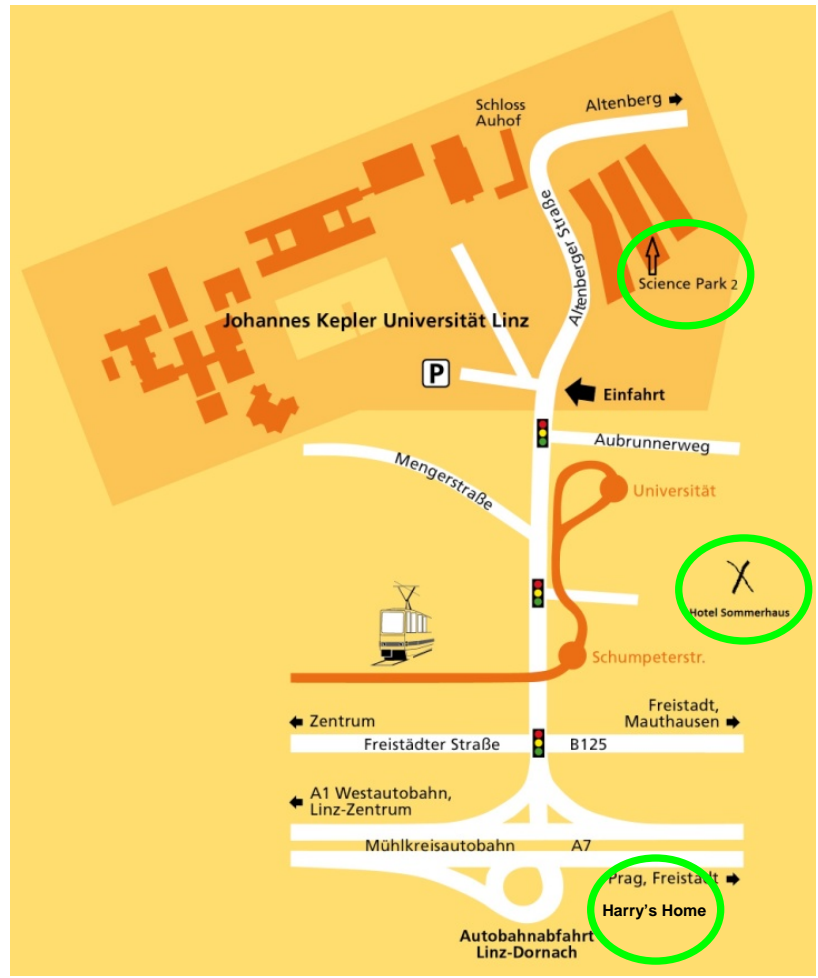 Altenberg
Schloss
Auhof
Altenberger Straße
Science Park 2
Johannes Kepler Universität Linz
P
Einfahrt
Aubrunnerweg
Mengerstraße
Universität
Hotel Sommerhaus
Schumpeterstr.
Zentrum
Freistadt,
Mauthausen
Freistädter Straße
B125
A1 Westautobahn,
Linz-Zentrum
Mühlkreisautobahn
A7
Prag, Freistadt
Harry's Home
Autobahnabfahrt
Linz-Dornach